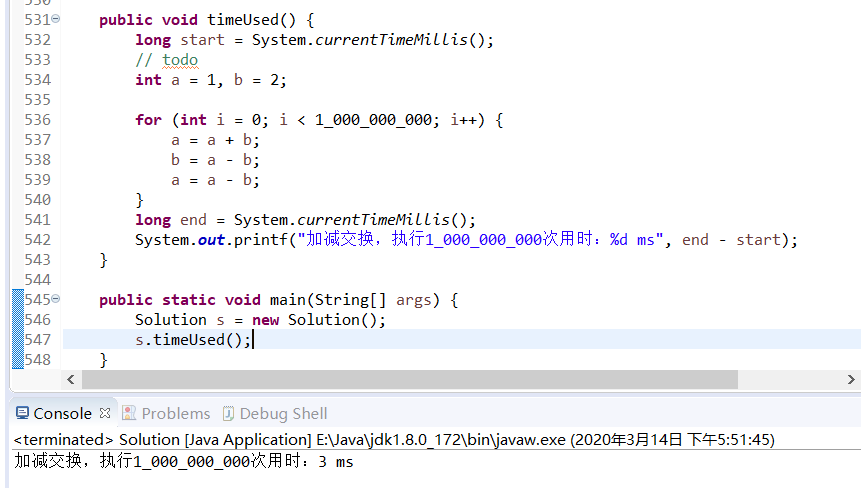 530
531 public void timeUsed() {
532 long start = System.currentTimeMillis();
533 // todo
534 int a = 1, b = 2;
535
536 for (int i = 0; i < 1_000_000_000; i++) {
537 a = a + b;
538 b = a - b;
539 a = a - b;
540 }
541 long end = System.currentTimeMillis();
542 System.out.printf("加减交换，执行1_000_000_000次用时：%d ms", end - start);
543 }
544
545 public static void main(String[] args) {
546 Solution s = new Solution();
547 s.timeUsed();
548 }
Console Problems Debug Shell
<terminated> Solution [Java Application] E:\Java\jdk1.8.0_172\bin\javaw.exe (2020年3月14日 下午5:51:45)
加减交换，执行1_000_000_000次用时：3 ms